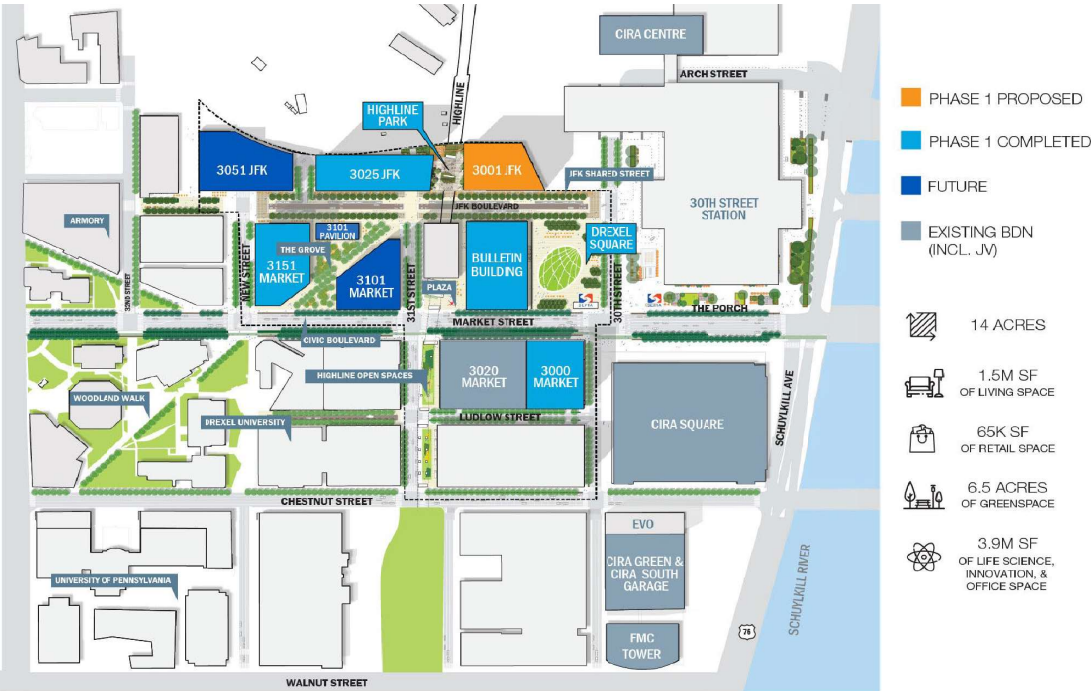 CIRA CENTRE
ARCH STREET
HIGHLINE
HIGHLINE
PARK
3051 JFK
3025 JFK
3001 JFK
JFK SHARED STREET
JFK BOULEVARD
30TH STREET
STATION
ARMORY
32ND STREET
NEW STREET
3151
MARKET
3101
PAVILION
THE GROVE
3101
MARKET
31ST STREET
PLAZA
BULLETIN
BUILDING
DREXEL
SQUARE
30TH STREET
SEPTA
SEPTA
THE PORCH
MARKET STREET
CIVIC BOULEVARD
HIGHLINE OPEN SPACES
3020
MARKET
3000
MARKET
WOODLAND WALK
DREXEL UNIVERSITY
LUDLOW STREET
CIRA SQUARE
SCHUYLKILL AVE
CHESTNUT STREET
EVO
CIRA GREEN &
CIRA SOUTH
GARAGE
UNIVERSITY OF PENNSYLVANIA
FMC
TOWER
76
SCHUYLKILL RIVER
WALNUT STREET
PHASE 1 PROPOSED
PHASE 1 COMPLETED
FUTURE
EXISTING BDN
(INCL. JV)
14 ACRES
1.5M SF
OF LIVING SPACE
65K SF
OF RETAIL SPACE
6.5 ACRES
OF GREENSPACE
3.9M SF
OF LIFE SCIENCE,
INNOVATION, &
OFFICE SPACE